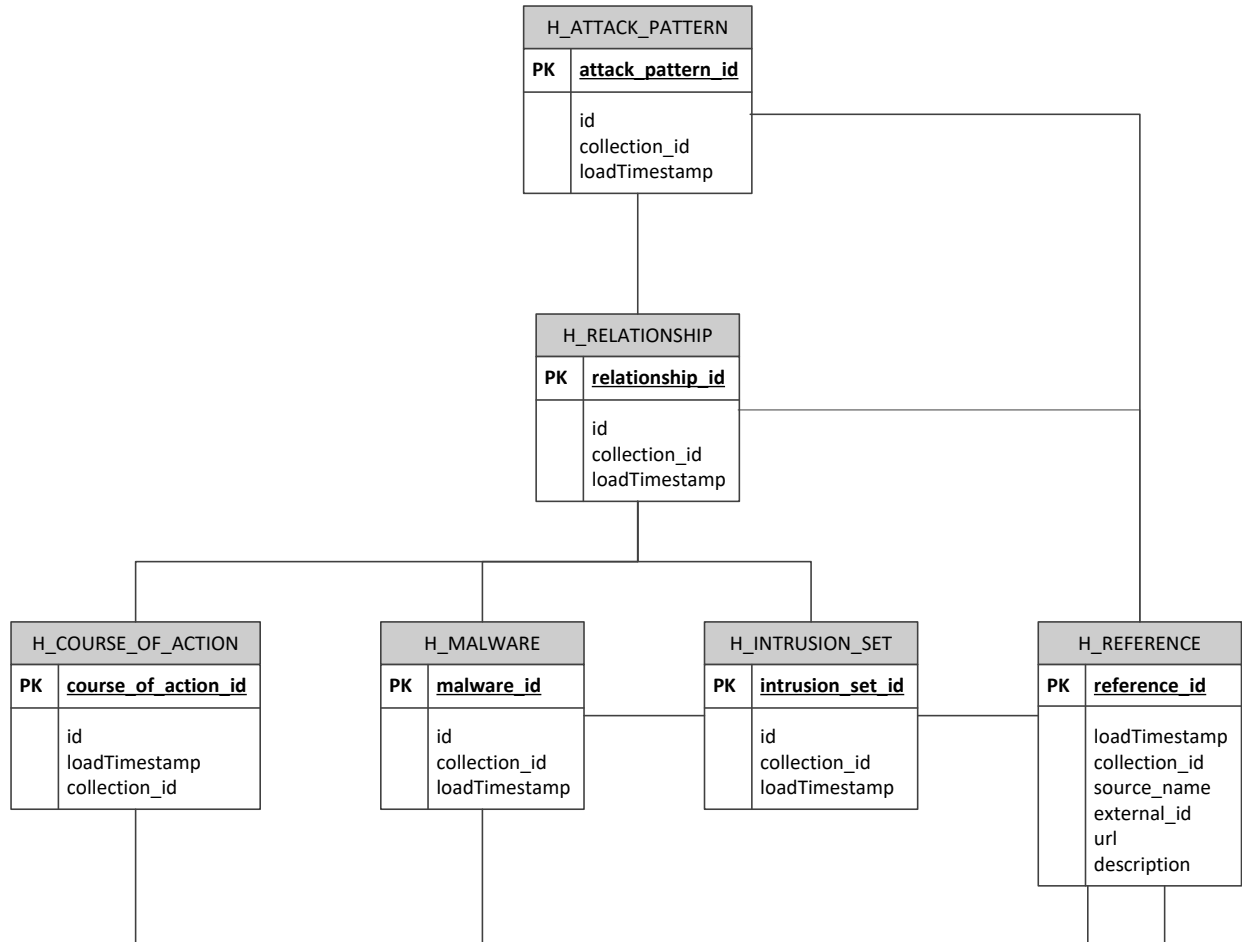 H_ATTACK_PATTERN
PK attack_pattern_id
id
collection_id
loadTimestamp
H_RELATIONSHIP
PK relationship_id
id
collection_id
loadTimestamp
H_COURSE_OF_ACTION
PK course_of_action_id
id
loadTimestamp
collection_id
H_MALWARE
PK malware_id
id
collection_id
loadTimestamp
H_INTRUSION_SET
PK intrusion_set_id
id
collection_id
loadTimestamp
H_REFERENCE
PK reference_id
loadTimestamp
collection_id
source_name
external_id
url
description